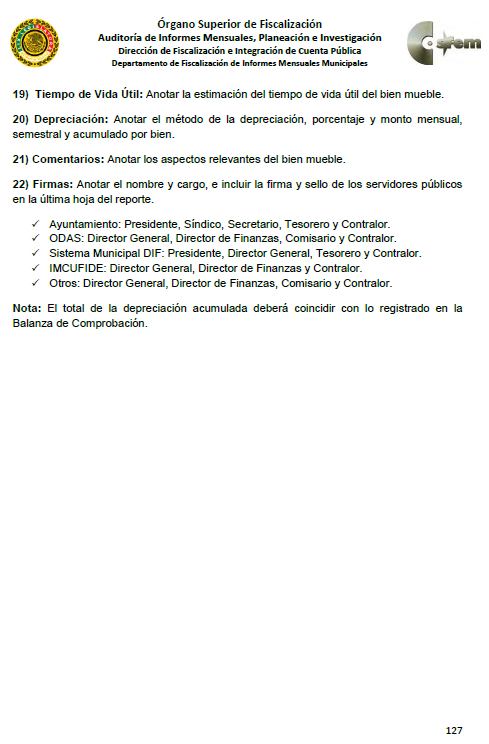 Órgano Superior de Fiscalización
Auditoría de Informes Mensuales, Planeación e Investigación
Dirección de Fiscalización e Integración de Cuenta Pública
Departamento de Fiscalización de Informes Mensuales Municipales
osfem
19) Tiempo de Vida Útil: Anotar la estimación del tiempo de vida útil del bien mueble.
20) Depreciación: Anotar el método de la depreciación, porcentaje y monto mensual,
semestral y acumulado por bien.
21) Comentarios: Anotar los aspectos relevantes del bien mueble.
22) Firmas: Anotar el nombre y cargo, e incluir la firma y sello de los servidores públicos
en la última hoja del reporte.
✓ Ayuntamiento: Presidente, Síndico, Secretario, Tesorero y Contralor.
✓ ODAS: Director General, Director de Finanzas, Comisario y Contralor.
✓ Sistema Municipal DIF: Presidente, Director General, Tesorero y Contralor.
✓ IMCUFIDE: Director General, Director de Finanzas y Contralor.
✓ Otros: Director General, Director de Finanzas, Comisario y Contralor.
Nota: El total de la depreciación acumulada deberá coincidir con lo registrado en la
Balanza de Comprobación.
127